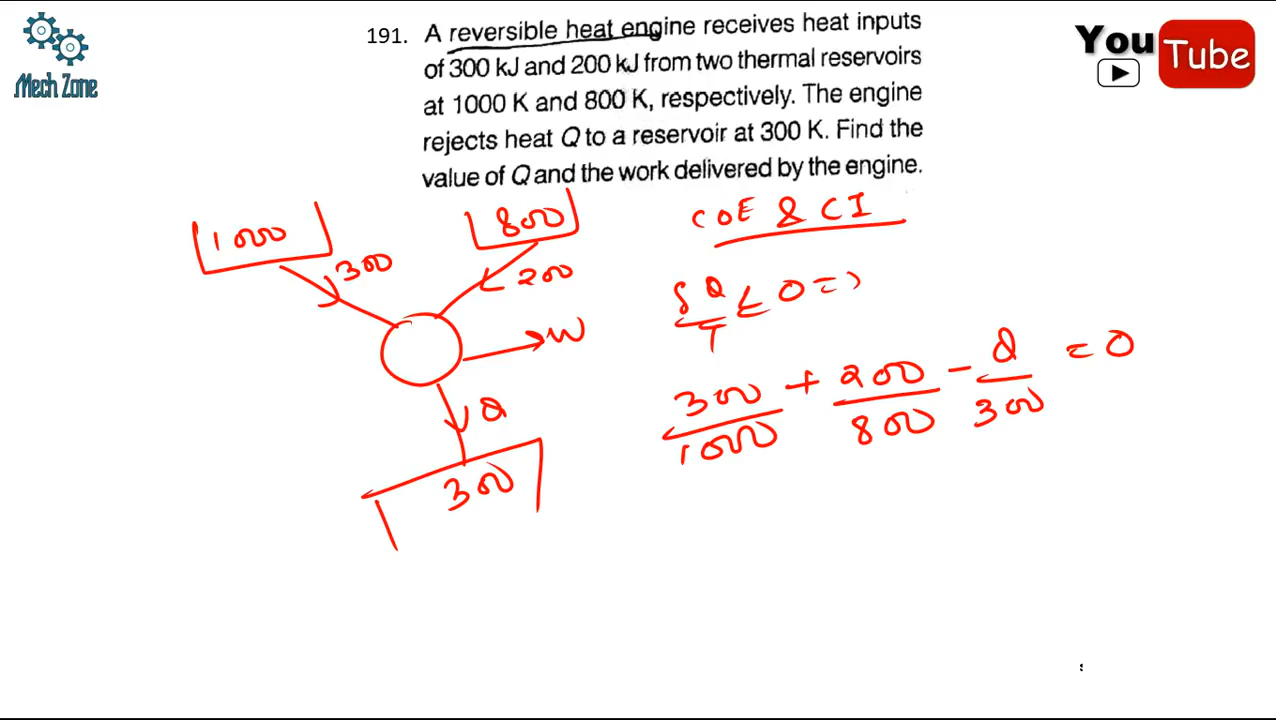 Mech Zone
You Tube
191. A reversible heat engine receives heat inputs
of 300 kJ and 200 kJ from two thermal reservoirs
at 1000 K and 800 K, respectively. The engine
rejects heat Q to a reservoir at 300 K. Find the
value of Q and the work delivered by the engine.
COE & CI
1000
800
300
200
W
Q
300
δQ/T ≤ 0 =>
300/1000 + 200/800 - Q/300 = 0